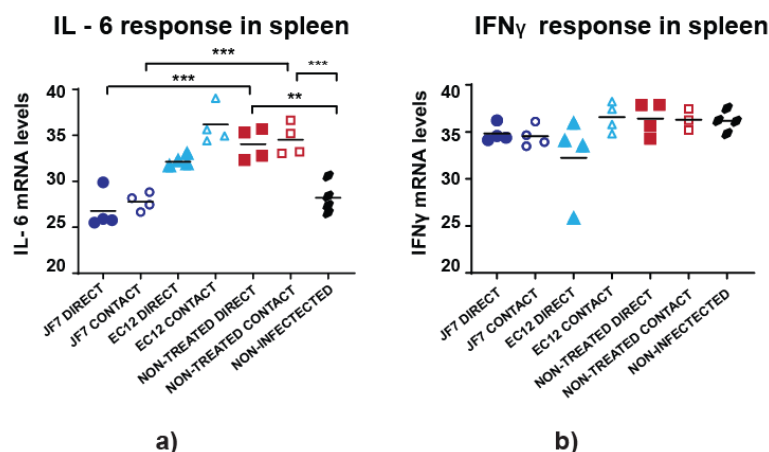 IL - 6 response in spleen
***
***
***
**
IL- 6 mRNA levels
40
35
30
25
20
JF7 DIRECT
JF7 CONTACT
EC12 DIRECT
EC12 CONTACT
NON-TREATED DIRECT
NON-TREATED CONTACT
NON-INFECTECTED
a)
IFNγ response in spleen
IFNγ mRNA levels
40
35
30
25
20
JF7 DIRECT
JF7 CONTACT
EC12 DIRECT
EC12 CONTACT
NON-TREATED DIRECT
NON-TREATED CONTACT
NON-INFECTECTED
b)